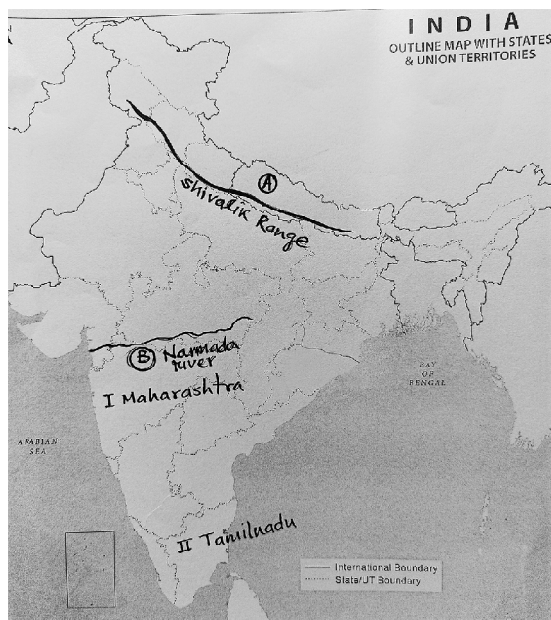 INDIA
OUTLINE MAP WITH STATES
& UNION TERRITORIES
A
Shivalik Range
B Narmada
river
I Maharashtra
BAY
OF
BENGAL
ARABIAN
SEA
II Tamilnadu
International Boundary
State/UT Boundary